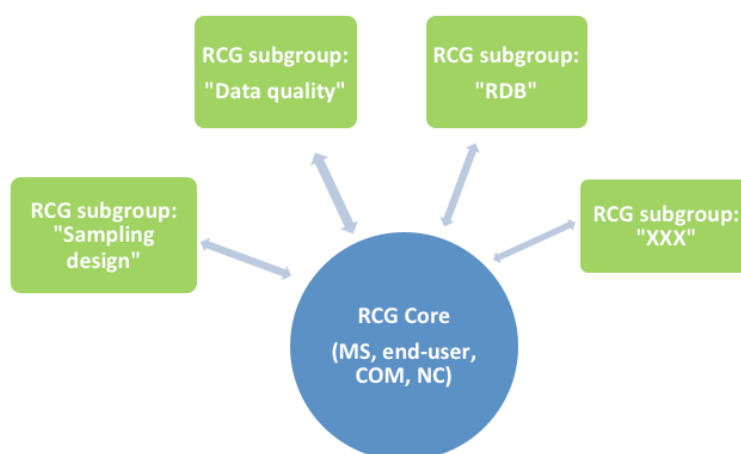 RCG subgroup:
"Data quality"
RCG subgroup:
"RDB"
RCG subgroup:
"Sampling
design"
RCG subgroup:
"XXX"
RCG Core
(MS, end-user,
COM, NC)